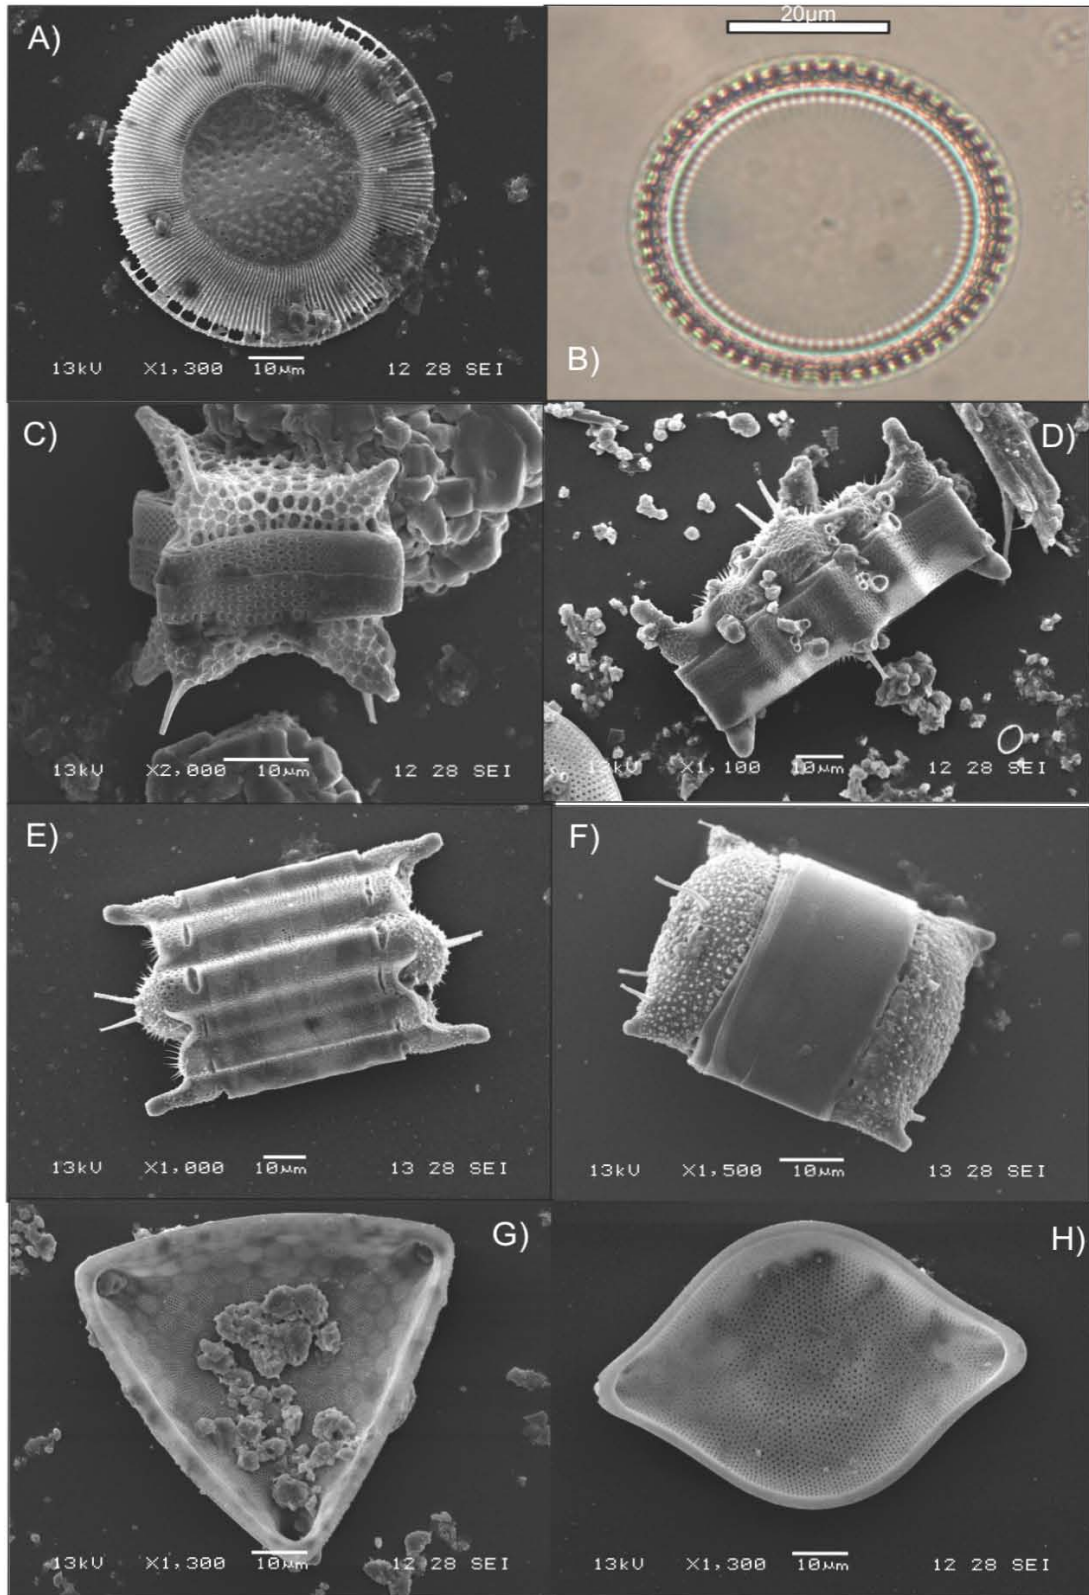 A)
13kV X1,300 10µm 12 28 SEI
20µm
B)
C)
13kV X2,000 10µm 12 28 SEI
D)
13kV X1,100 10µm 12 28 SEI
E)
13kV X1,000 10µm 13 28 SEI
F)
13kV X1,500 10µm 13 28 SEI
G)
13kV X1,300 10µm 12 28 SEI
H)
13kV X1,300 10µm 12 28 SEI